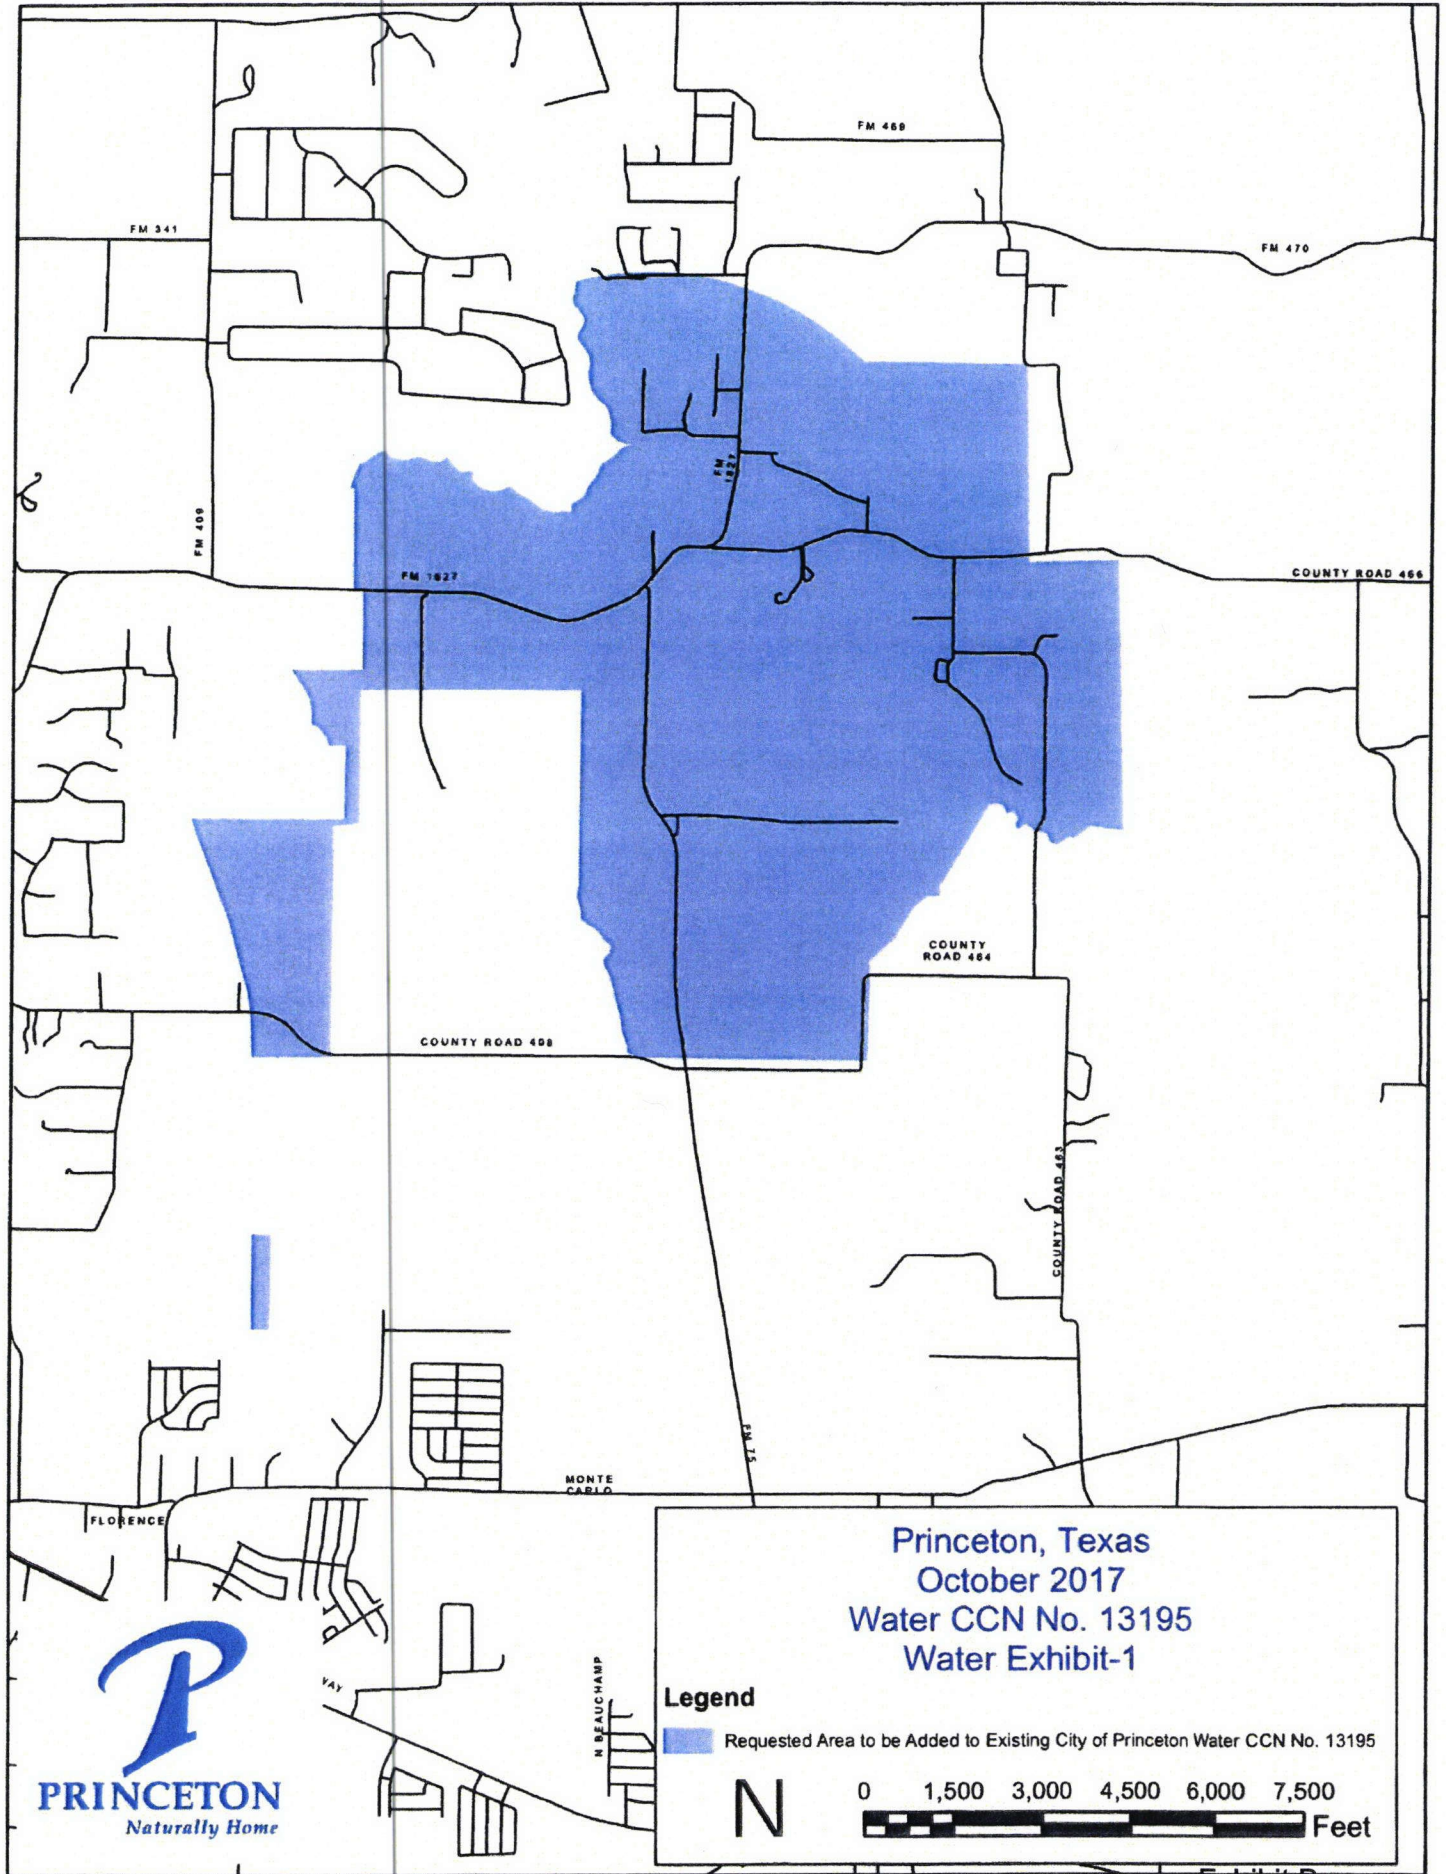 FM 469
FM 341
FM 470
FM 1827
FM 409
FM 1827
COUNTY ROAD 466
COUNTY
ROAD 464
COUNTY ROAD 408
COUNTY ROAD 463
FM 75
MONTE
CARLO
FLORENCE
Princeton, Texas
October 2017
Water CCN No. 13195
Water Exhibit-1
Legend
Requested Area to be Added to Existing City of Princeton Water CCN No. 13195
N
0 1,500 3,000 4,500 6,000 7,500
Feet
VAY
N BEAUCHAMP
P
PRINCETON
Naturally Home